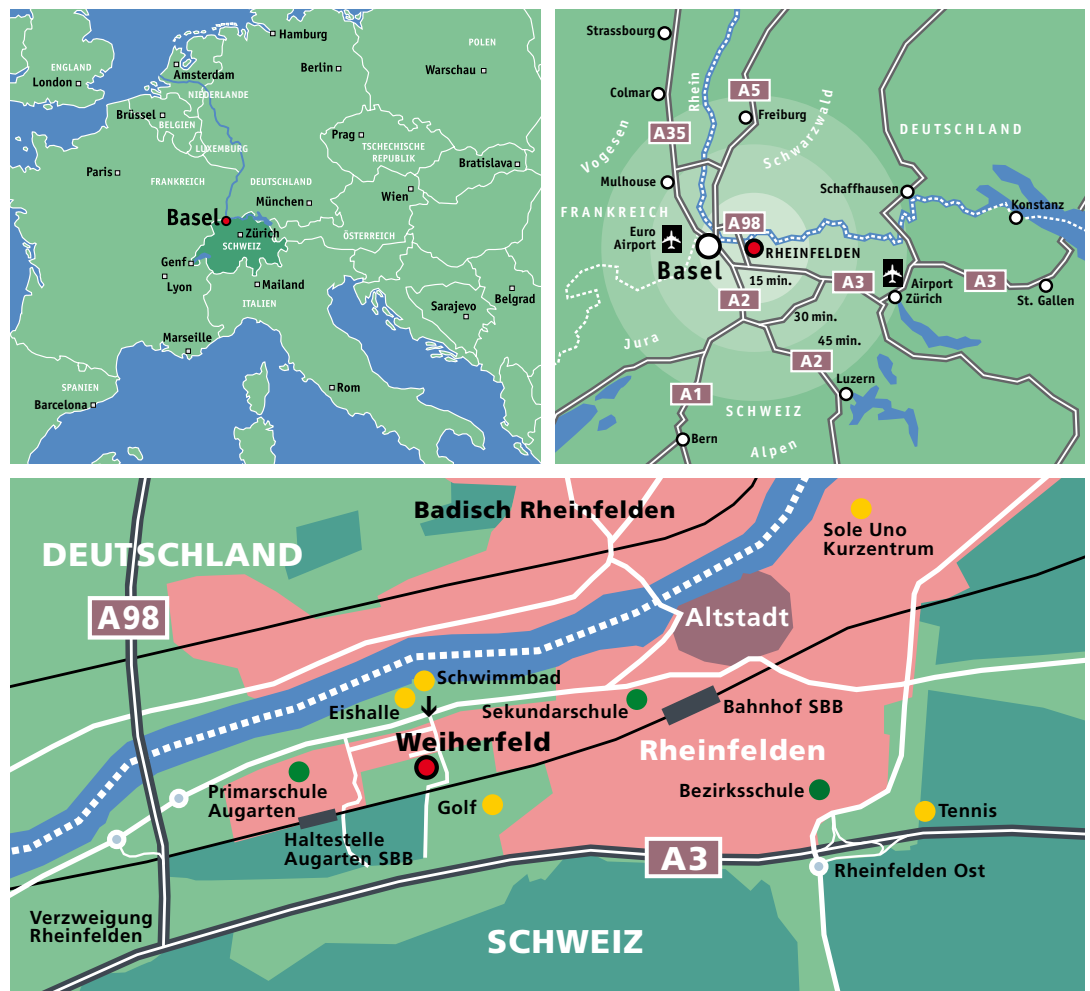 Hamburg
POLEN
ENGLAND
London
Amsterdam
Berlin
Warschau
NIEDERLANDE
Brüssel
BELGIEN
Prag
LUXEMBURG
TSCHECHISCHE
REPUBLIK
Bratislava
Paris
FRANKREICH
DEUTSCHLAND
Wien
München
Basel
Zürich
SCHWEIZ
ÖSTERREICH
Genf
Lyon
Mailand
ITALIEN
Belgrad
Sarajevo
Marseille
SPANIEN
Rom
Barcelona
Strassbourg
Rhein
A5
Colmar
Freiburg
A35
Vogesen
Schwarzwald
DEUTSCHLAND
Mulhouse
Schaffhausen
Konstanz
FRANKREICH
A98
Euro
Airport
RHEINFELDEN
Basel
15 min.
A3
Airport
Zürich
A3
A2
St. Gallen
30 min.
Jura
45 min.
A2
Luzern
A1
SCHWEIZ
Bern
Alpen
Badisch Rheinfelden
Sole Uno
Kurzentrum
DEUTSCHLAND
A98
Altstadt
Schwimmbad
Eishalle
Sekundarschule
Bahnhof SBB
Weiherfeld
Rheinfelden
Primarschule
Augarten
Bezirksschule
Golf
Tennis
Haltestelle
Augarten SBB
A3
Rheinfelden Ost
Verzweigung
Rheinfelden
SCHWEIZ